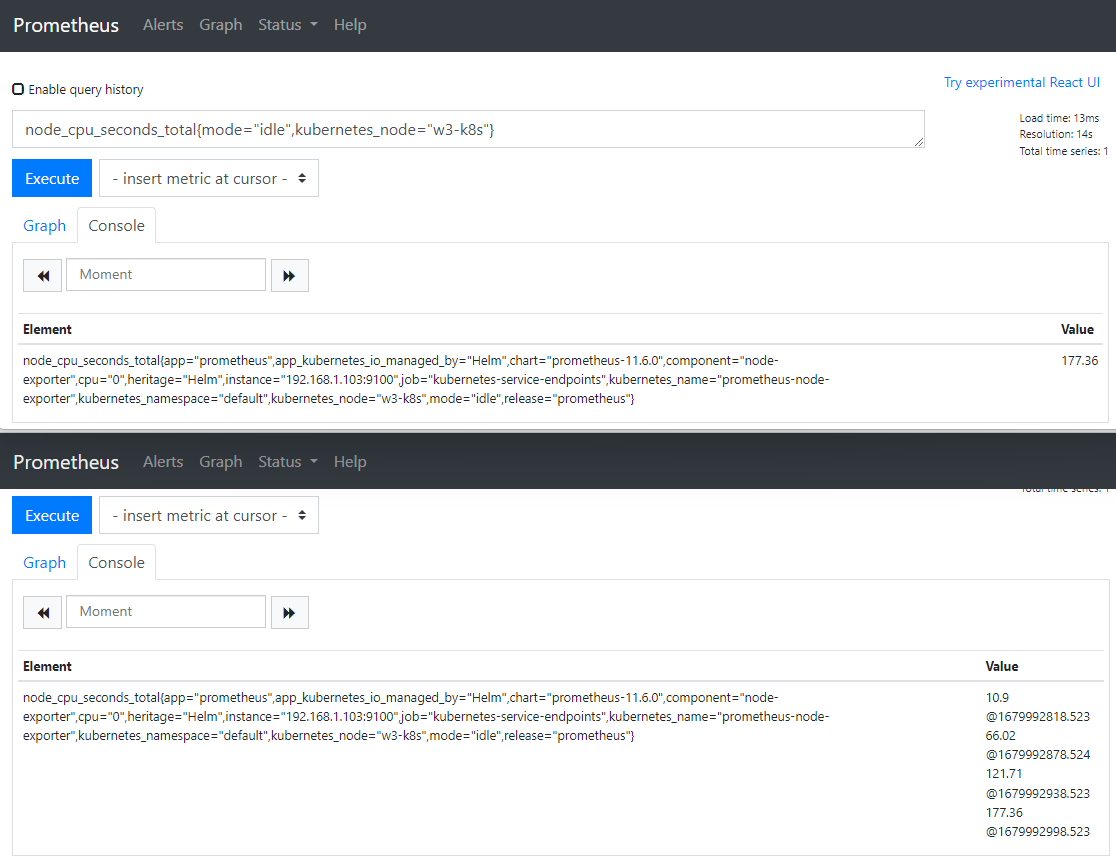 Prometheus Alerts Graph Status Help
Enable query history
Try experimental React UI
node_cpu_seconds_total{mode="idle",kubernetes_node="w3-k8s"}
Load time: 13ms
Resolution: 14s
Total time series: 1
Execute
- insert metric at cursor -
Graph
Console
Moment
Element Value
node_cpu_seconds_total{app="prometheus",app_kubernetes_io_managed_by="Helm",chart="prometheus-11.6.0",component="node-
exporter",cpu="0",heritage="Helm",instance="192.168.1.103:9100",job="kubernetes-service-endpoints",kubernetes_name="prometheus-node-
exporter",kubernetes_namespace="default",kubernetes_node="w3-k8s",mode="idle",release="prometheus"}
177.36
Prometheus Alerts Graph Status Help
Total time series: 1
Execute
- insert metric at cursor -
Graph
Console
Moment
Element Value
node_cpu_seconds_total{app="prometheus",app_kubernetes_io_managed_by="Helm",chart="prometheus-11.6.0",component="node-
exporter",cpu="0",heritage="Helm",instance="192.168.1.103:9100",job="kubernetes-service-endpoints",kubernetes_name="prometheus-node-
exporter",kubernetes_namespace="default",kubernetes_node="w3-k8s",mode="idle",release="prometheus"}
10.9
@1679992818.523
66.02
@1679992878.524
121.71
@1679992938.523
177.36
@1679992998.523